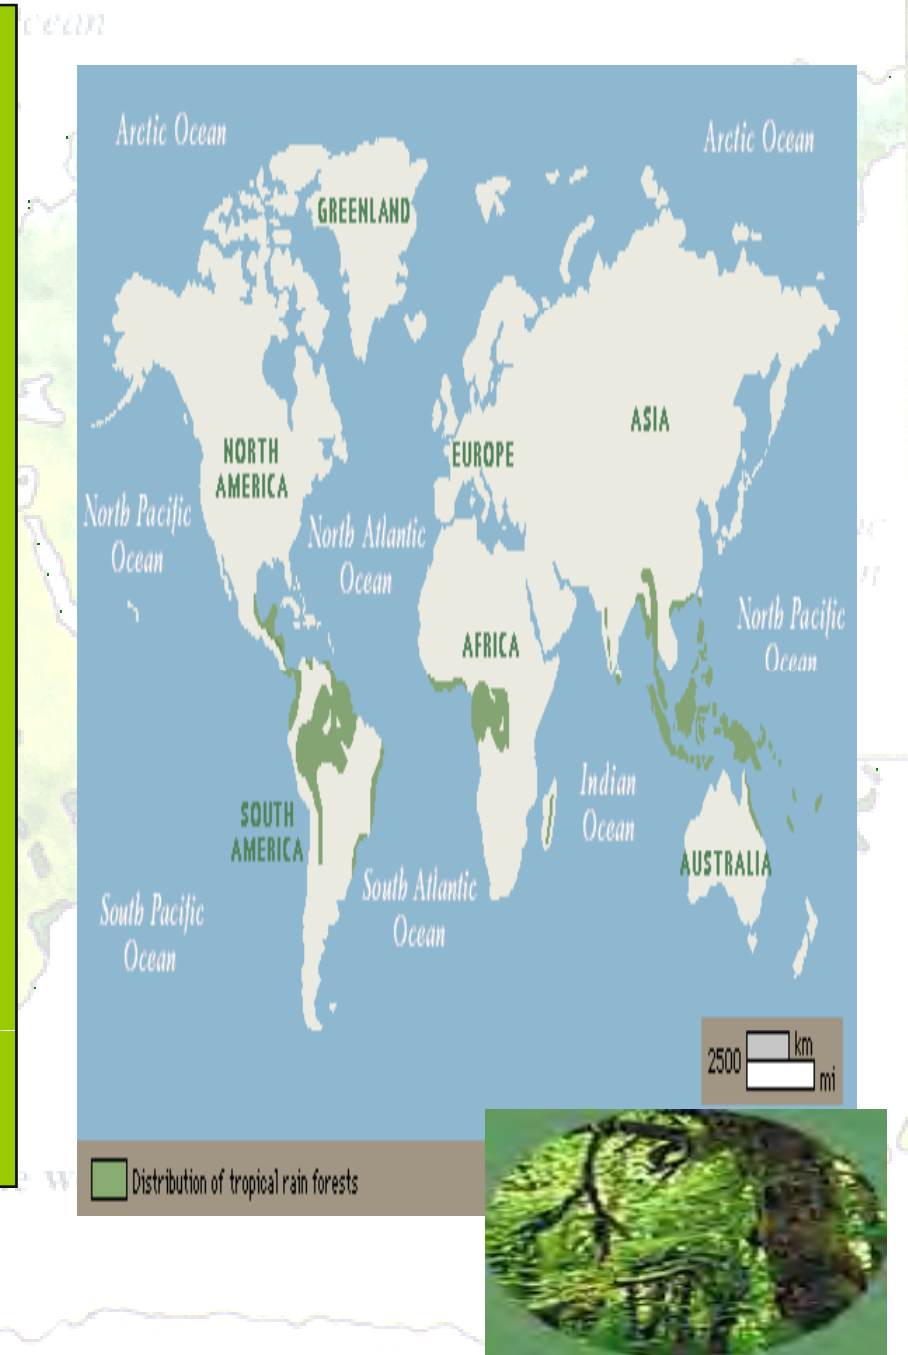 cean
Arctic Ocean
Arctic Ocean
GREENLAND
ASIA
NORTH
AMERICA
EUROPE
North Pacific
Ocean
North Atlantic
Ocean
North Pacific
Ocean
AFRICA
Indian
Ocean
SOUTH
AMERICA
AUSTRALIA
South Pacific
Ocean
South Atlantic
Ocean
2500
km
mi
Distribution of tropical rain forests
e w